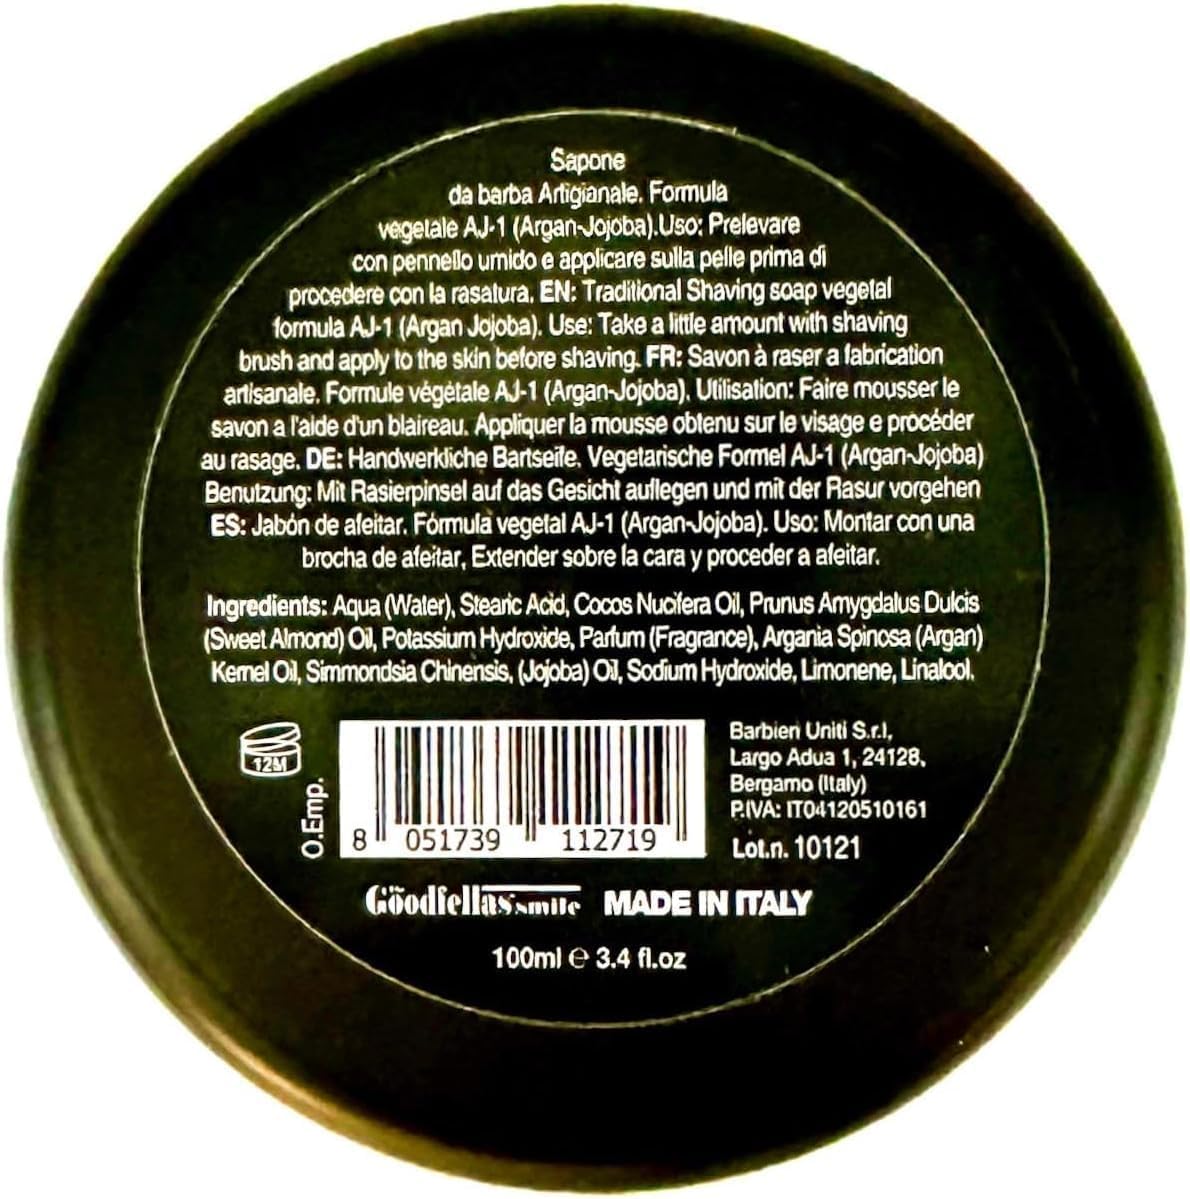 Sapone
da barba Artigianale. Formula
vegetale AJ-1 (Argan-Jojoba).Uso: Prelevare
con pennello umido e applicare sulla pelle prima di
procedere con la rasatura. EN: Traditional Shaving soap vegetal
formula AJ-1 (Argan Jojoba). Use: Take a little amount with shaving
brush and apply to the skin before shaving. FR: Savon à raser a fabrication
artisanale. Formule végétale AJ-1 (Argan-Jojoba). Utilisation: Faire mousser le
savon a l'aide d'un blaireau. Appliquer la mousse obtenu sur le visage e procéder
au rasage. DE: Handwerkliche Bartseife. Vegetarische Formel AJ-1 (Argan-Jojoba)
Benutzung: Mit Rasierpinsel auf das Gesicht auflegen und mit der Rasur vorgehen
ES: Jabón de afeitar. Fórmula vegetal AJ-1 (Argan-Jojoba). Uso: Montar con una
brocha de afeitar, Extender sobre la cara y proceder a afeitar.
Ingredients: Aqua (Water), Stearic Acid, Cocos Nucifera Oil, Prunus Amygdalus Dulcis
(Sweet Almond) Oil, Potassium Hydroxide, Parfum (Fragrance), Argania Spinosa (Argan)
Kernel Oil, Simmondsia Chinensis, (Jojoba) Oil, Sodium Hydroxide, Limonene, Linalool.
12M
O.Emp.
8 051739 112719
Barbieri Uniti S.r.l,
Largo Adua 1, 24128,
Bergamo (Italy)
P.IVA: IT04120510161
Lot.n. 10121
Göodfellas smile MADE IN ITALY
100ml e 3.4 fl.oz